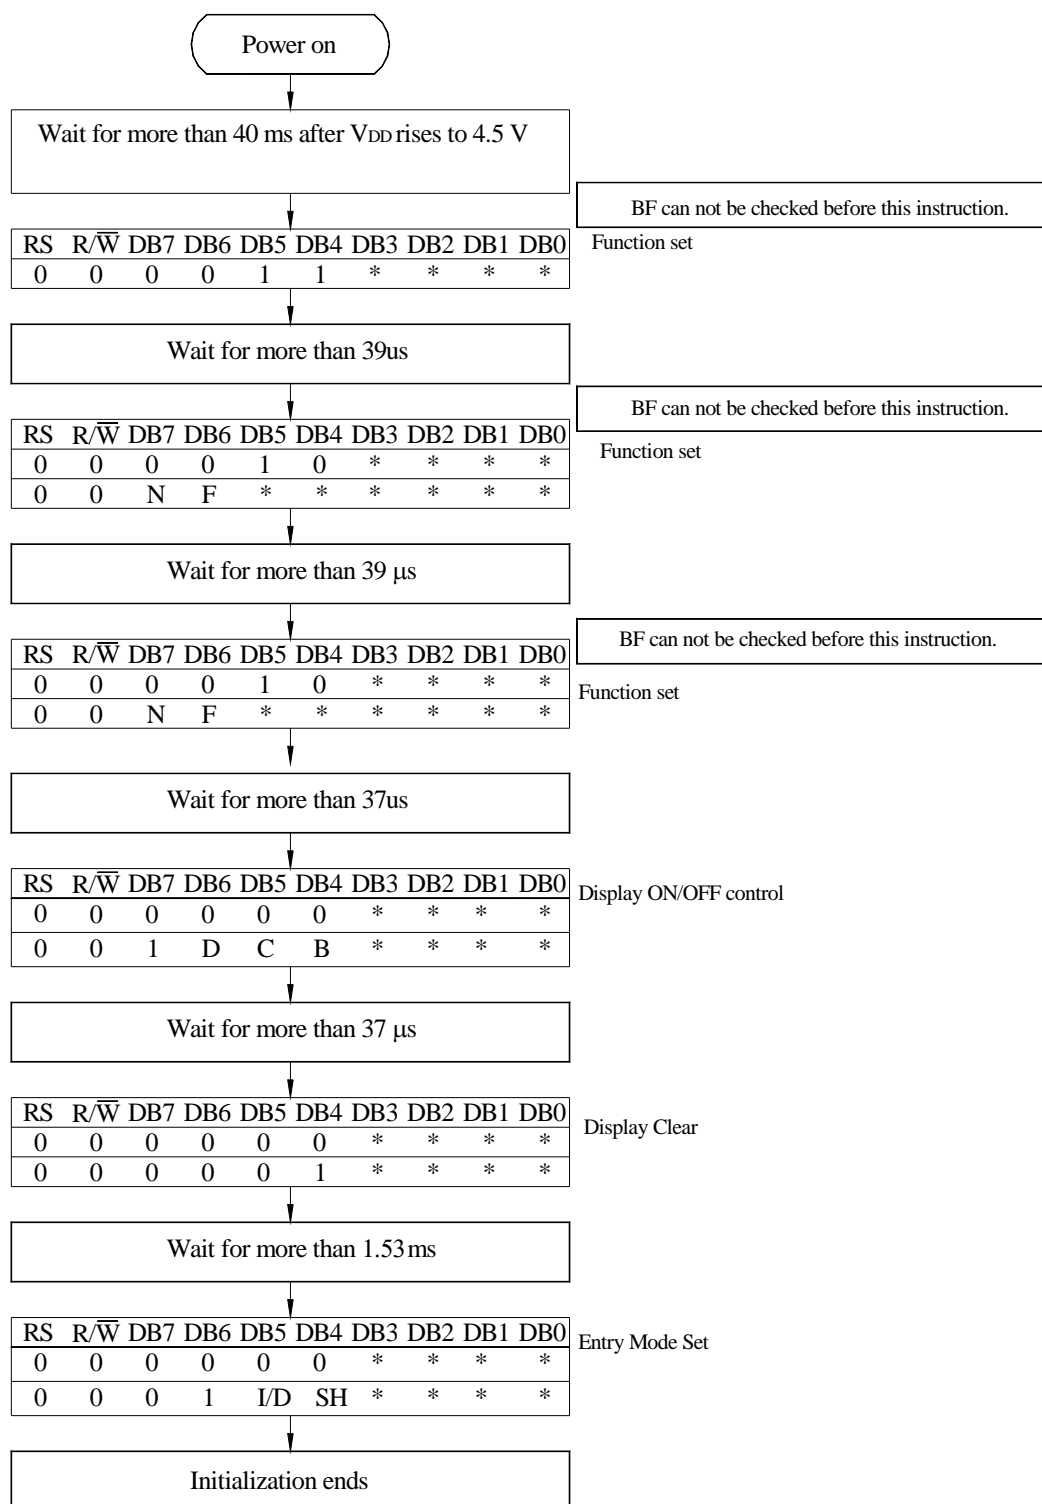 Power on
Wait for more than 40 ms after VDD rises to 4.5 V
BF can not be checked before this instruction.
RS R/W̅ DB7 DB6 DB5 DB4 DB3 DB2 DB1 DB0
Function set
0 0 0 0 1 1 * * * *
Wait for more than 39us
BF can not be checked before this instruction.
RS R/W̅ DB7 DB6 DB5 DB4 DB3 DB2 DB1 DB0
Function set
0 0 0 0 1 0 * * * *
0 0 N F * * * * * *
Wait for more than 39 μs
BF can not be checked before this instruction.
RS R/W̅ DB7 DB6 DB5 DB4 DB3 DB2 DB1 DB0
0 0 0 0 1 0 * * * *
Function set
0 0 N F * * * * * *
Wait for more than 37us
RS R/W̅ DB7 DB6 DB5 DB4 DB3 DB2 DB1 DB0
Display ON/OFF control
0 0 0 0 0 0 * * * *
0 0 1 D C B * * * *
Wait for more than 37 μs
RS R/W̅ DB7 DB6 DB5 DB4 DB3 DB2 DB1 DB0
Display Clear
0 0 0 0 0 0 * * * *
0 0 0 0 0 1 * * * *
Wait for more than 1.53ms
RS R/W̅ DB7 DB6 DB5 DB4 DB3 DB2 DB1 DB0
Entry Mode Set
0 0 0 0 0 0 * * * *
0 0 0 1 I/D SH * * * *
Initialization ends